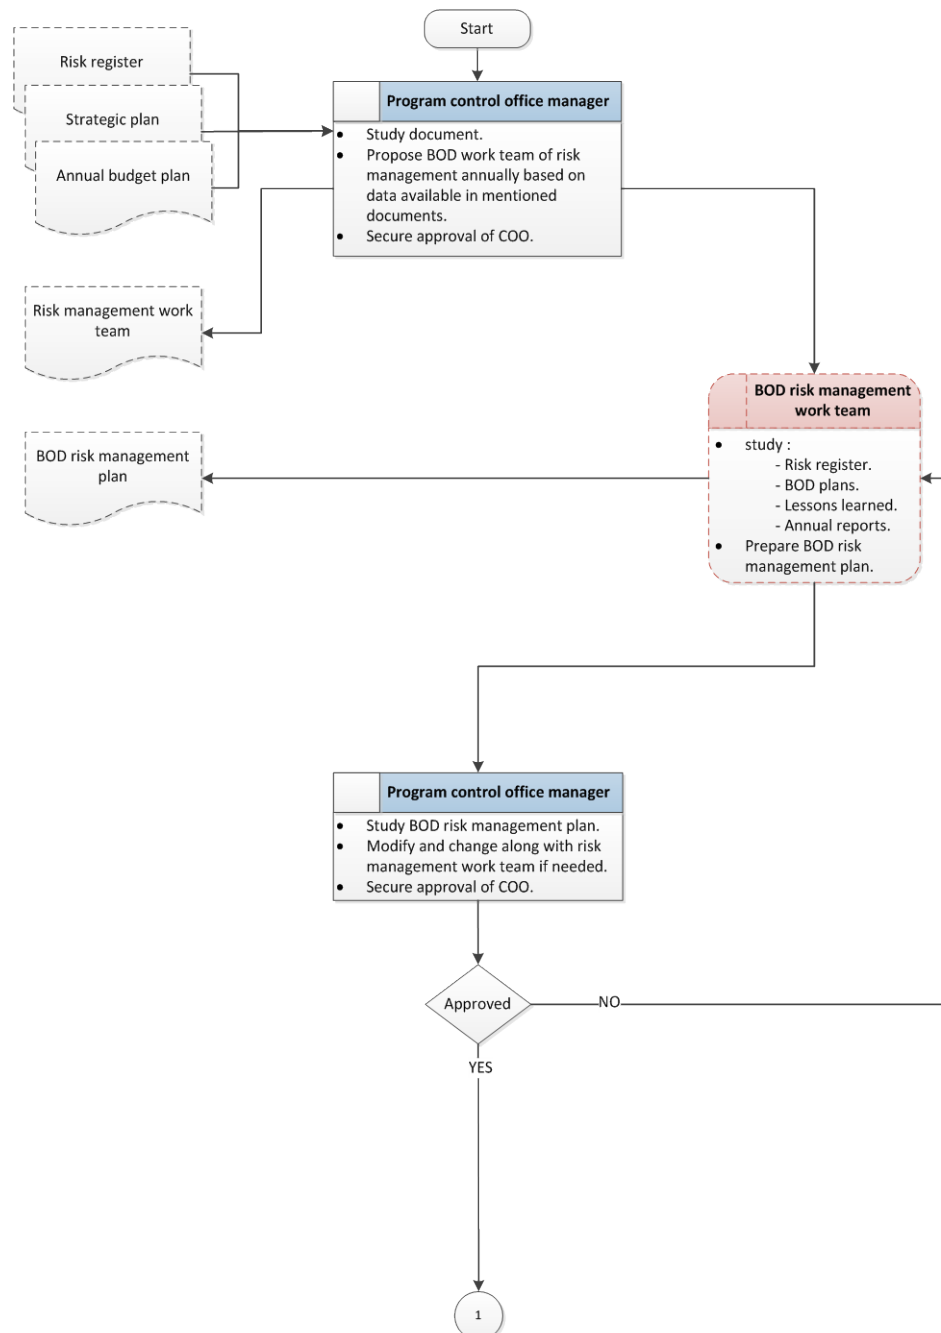 Start
Risk register
Strategic plan
Annual budget plan
Program control office manager
• Study document.
• Propose BOD work team of risk
management annually based on
data available in mentioned
documents.
• Secure approval of COO.
Risk management work
team
BOD risk management
work team
• study :
- Risk register.
- BOD plans.
- Lessons learned.
- Annual reports.
• Prepare BOD risk
management plan.
BOD risk management
plan
Program control office manager
• Study BOD risk management plan.
• Modify and change along with risk
management work team if needed.
• Secure approval of COO.
Approved
NO
YES
1